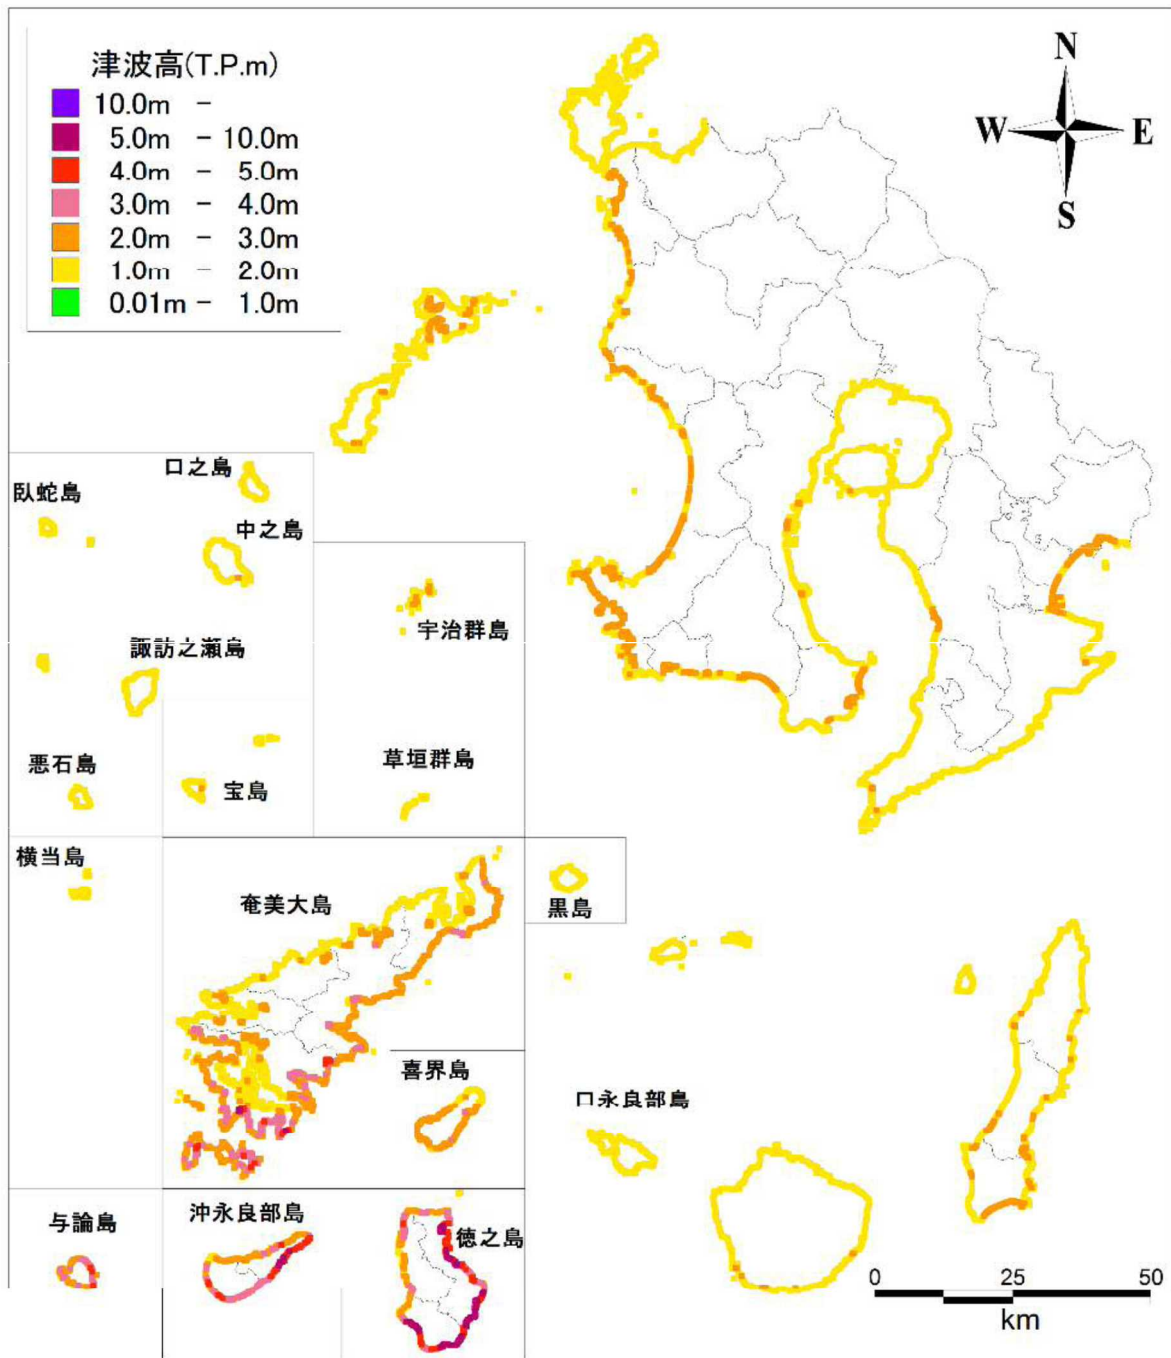 津波高(T.P.m)
10.0m -
5.0m - 10.0m
4.0m - 5.0m
3.0m - 4.0m
2.0m - 3.0m
1.0m - 2.0m
0.01m - 1.0m
N
W E
S
口之島
臥蛇島
中之島
宇治群島
諏訪之瀬島
悪石島
宝島
草垣群島
横当島
奄美大島
黒島
喜界島
口永良部島
与論島
沖永良部島
徳之島
0 25 50
km